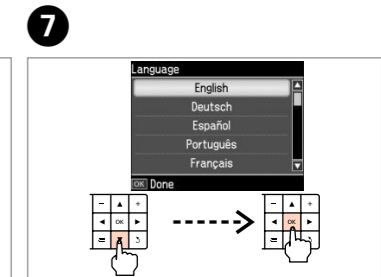 7
Language
English
Deutsch
Español
Português
Français
OK Done
OK
OK